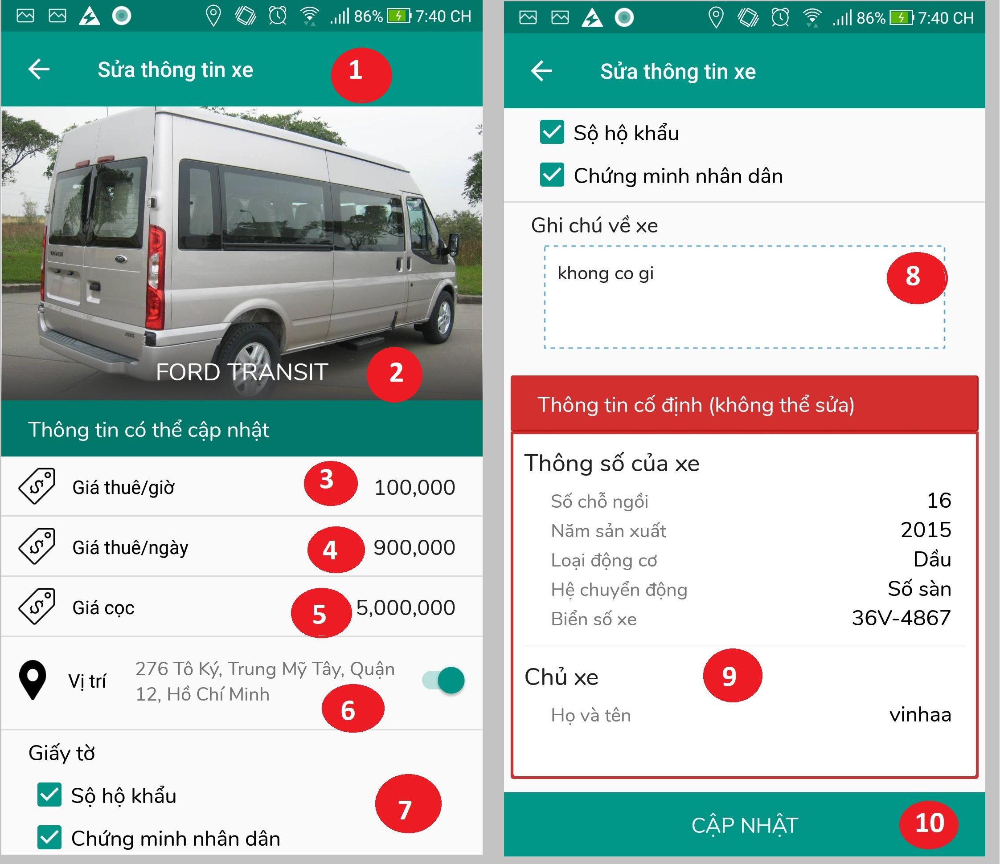 86% 7:40 CH
Sửa thông tin xe
1
TRANSIT
FORD TRANSIT
2
Thông tin có thể cập nhật
Giá thuê/giờ 3 100,000
Giá thuê/ngày 4 900,000
Giá cọc 5 5,000,000
Vị trí
276 Tô Ký, Trung Mỹ Tây, Quận
12, Hồ Chí Minh
6
Giấy tờ
Sộ hộ khẩu
7
Chứng minh nhân dân
86% 7:40 CH
Sửa thông tin xe
Sộ hộ khẩu
Chứng minh nhân dân
Ghi chú về xe
khong co gi
8
Thông tin cố định (không thể sửa)
Thông số của xe
Số chỗ ngồi 16
Năm sản xuất 2015
Loại động cơ Dầu
Hệ chuyển động Số sàn
Biển số xe 36V-4867
Chủ xe
9
Họ và tên vinhaa
CẬP NHẬT
10